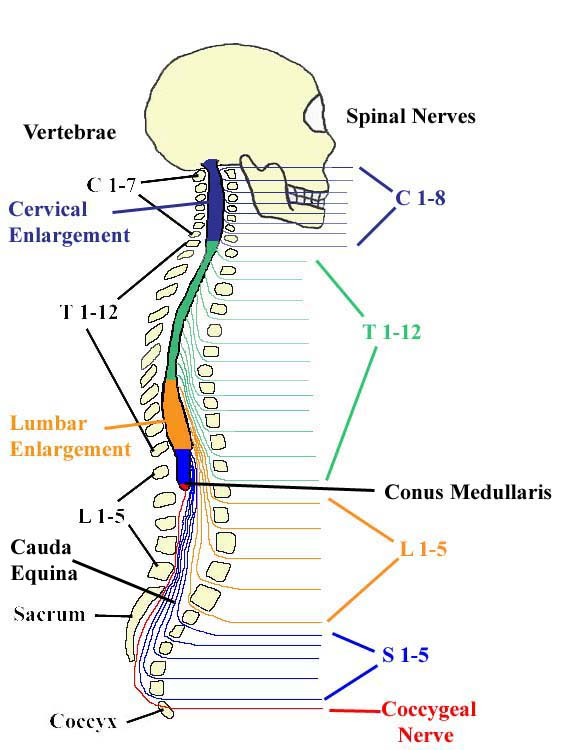 Spinal Nerves
Vertebrae
C 1-7
C 1-8
Cervical
Enlargement
T 1-12
T 1-12
Lumbar
Enlargement
Conus Medullaris
L 1-5
L 1-5
Cauda
Equina
Sacrum
S 1-5
Coccyx
Coccygeal
Nerve